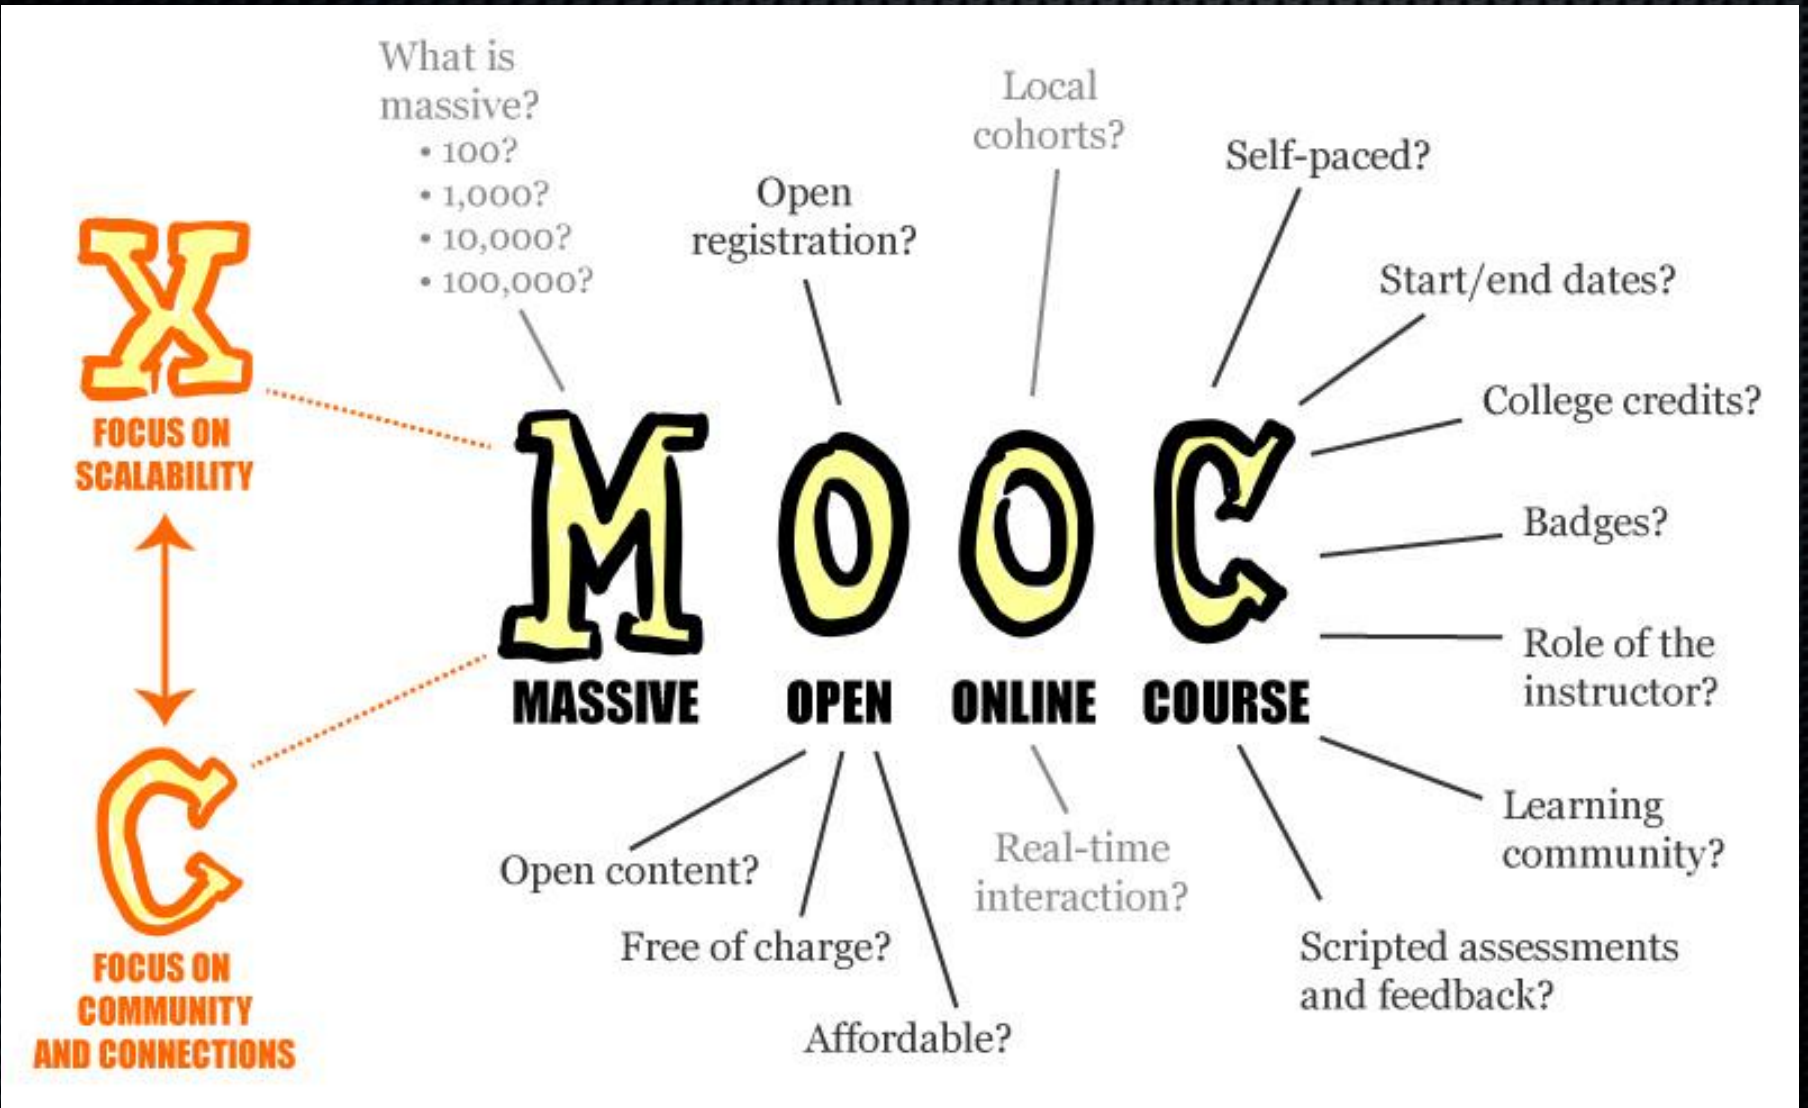 What is
massive?
• 100?
• 1,000?
• 10,000?
• 100,000?
Open
registration?
Local
cohorts?
Self-paced?
Start/end dates?
College credits?
Badges?
Role of the
instructor?
Learning
community?
Scripted assessments
and feedback?
X
FOCUS ON
SCALABILITY
C
FOCUS ON
COMMUNITY
AND CONNECTIONS
MOOC
MASSIVE OPEN ONLINE COURSE
Open content?
Free of charge?
Affordable?
Real-time
interaction?